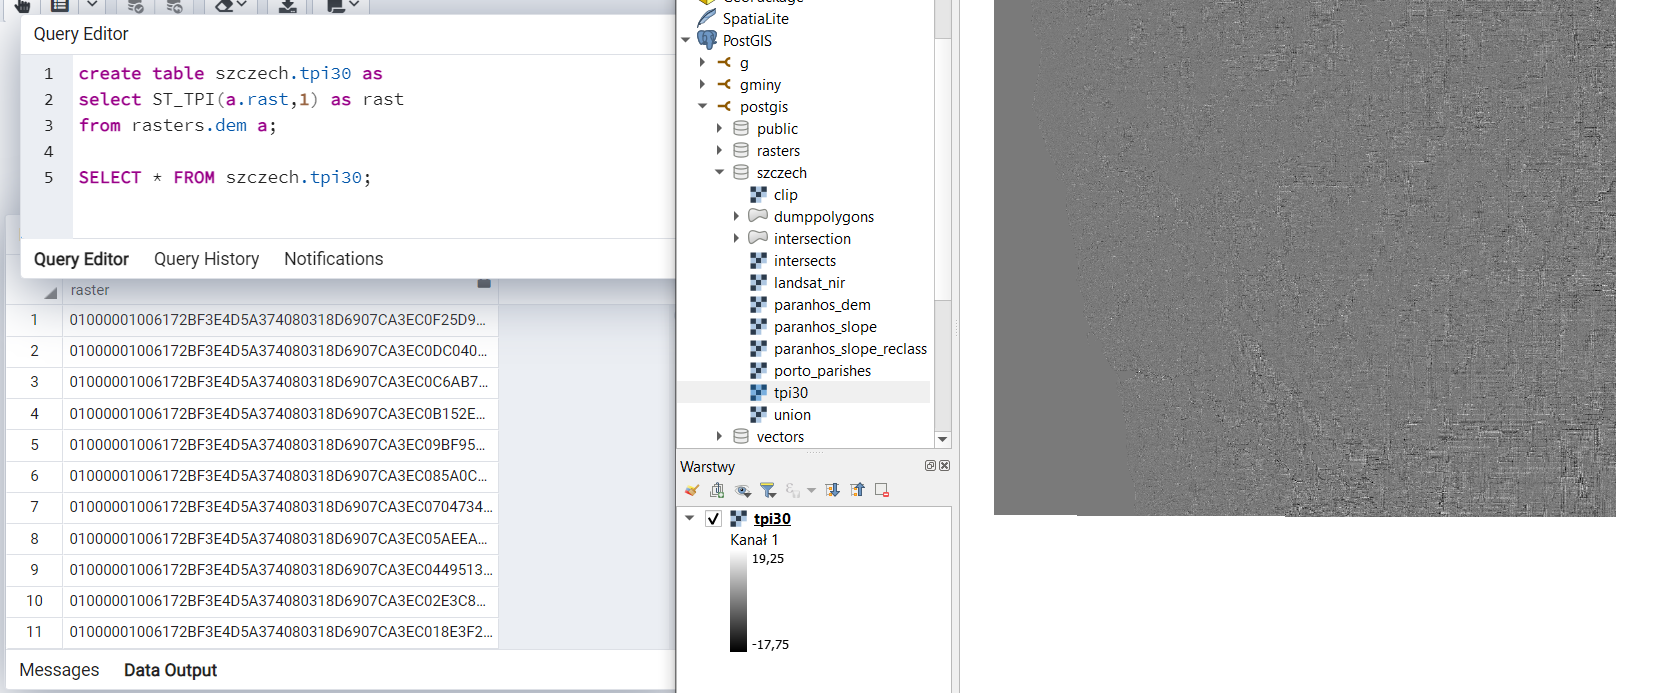 Query Editor
1 create table szczech.tpi30 as
2 select ST_TPI(a.rast,1) as rast
3 from rasters.dem a;
4
5 SELECT * FROM szczech.tpi30;
Query Editor Query History Notifications
raster
1 01000001006172BF3E4D5A374080318D6907CA3EC0F25D9...
2 01000001006172BF3E4D5A374080318D6907CA3EC0DC040...
3 01000001006172BF3E4D5A374080318D6907CA3EC0C6AB7...
4 01000001006172BF3E4D5A374080318D6907CA3EC0B152E...
5 01000001006172BF3E4D5A374080318D6907CA3EC09BF95...
6 01000001006172BF3E4D5A374080318D6907CA3EC085A0C...
7 01000001006172BF3E4D5A374080318D6907CA3EC0704734...
8 01000001006172BF3E4D5A374080318D6907CA3EC05AEEA...
9 01000001006172BF3E4D5A374080318D6907CA3EC0449513...
10 01000001006172BF3E4D5A374080318D6907CA3EC02E3C8...
11 01000001006172BF3E4D5A374080318D6907CA3EC018E3F2...
Messages Data Output
GeoPackage
SpatiaLite
PostGIS
g
gminy
postgis
public
rasters
szczech
clip
dumppolygons
intersection
intersects
landsat_nir
paranhos_dem
paranhos_slope
paranhos_slope_reclass
porto_parishes
tpi30
union
vectors
Warstwy
tpi30
Kanał 1
19,25
-17,75